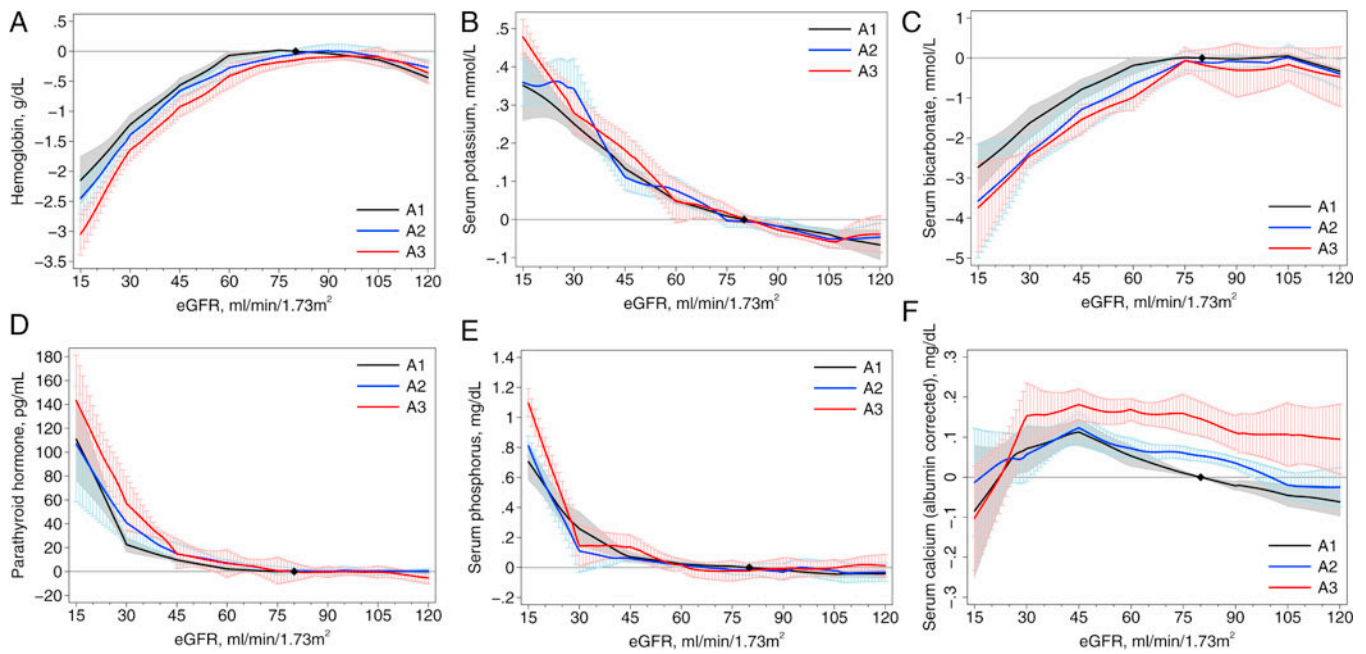 A
Hemoglobin, g/dL
.5
0
−.5
−1
−1.5
−2
−2.5
−3
−3.5
A1
A2
A3
15 30 45 60 75 90 105 120
eGFR, ml/min/1.73m²
B
Serum potassium, mmol/L
.5
.4
.3
.2
.1
0
−.1
A1
A2
A3
15 30 45 60 75 90 105 120
eGFR, ml/min/1.73m²
C
Serum bicarbonate, mmol/L
1
0
−1
−2
−3
−4
−5
A1
A2
A3
15 30 45 60 75 90 105 120
eGFR, ml/min/1.73m²
D
Parathyroid hormone, pg/mL
180
160
140
120
100
80
60
40
20
0
−20
A1
A2
A3
15 30 45 60 75 90 105 120
eGFR, ml/min/1.73m²
E
Serum phosphorus, mg/dL
1.4
1.2
1
.8
.6
.4
.2
0
−.2
A1
A2
A3
15 30 45 60 75 90 105 120
eGFR, ml/min/1.73m²
F
Serum calcium (albumin corrected), mg/dL
.3
.2
.1
0
−.1
−.2
−.3
A1
A2
A3
15 30 45 60 75 90 105 120
eGFR, ml/min/1.73m²